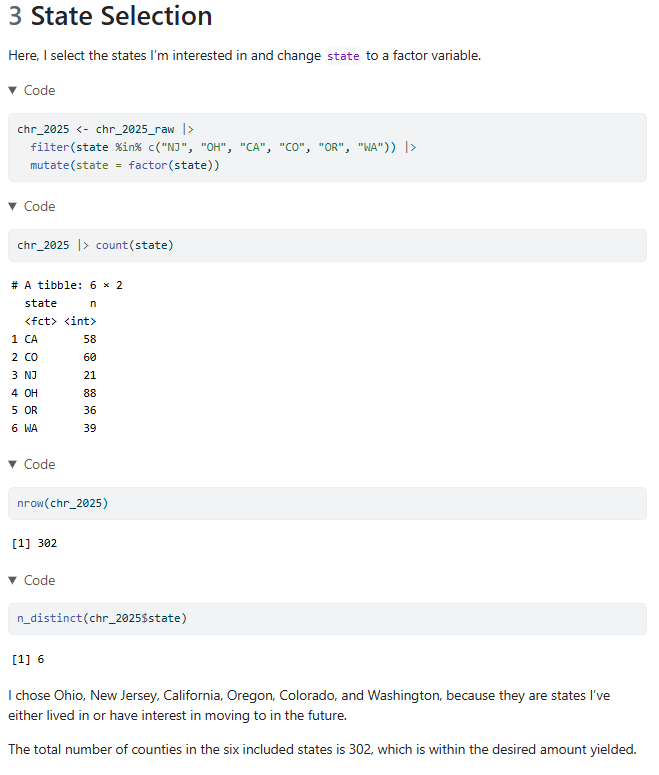 3 State Selection
Here, I select the states I'm interested in and change state to a factor variable.
▼ Code
chr_2025 <- chr_2025_raw |>
  filter(state %in% c("NJ", "OH", "CA", "CO", "OR", "WA")) |>
  mutate(state = factor(state))
▼ Code
chr_2025 |> count(state)
# A tibble: 6 × 2
  state     n
  <fct> <int>
1 CA       58
2 CO       60
3 NJ       21
4 OH       88
5 OR       36
6 WA       39
▼ Code
nrow(chr_2025)
[1] 302
▼ Code
n_distinct(chr_2025$state)
[1] 6
I chose Ohio, New Jersey, California, Oregon, Colorado, and Washington, because they are states I've
either lived in or have interest in moving to in the future.
The total number of counties in the six included states is 302, which is within the desired amount yielded.